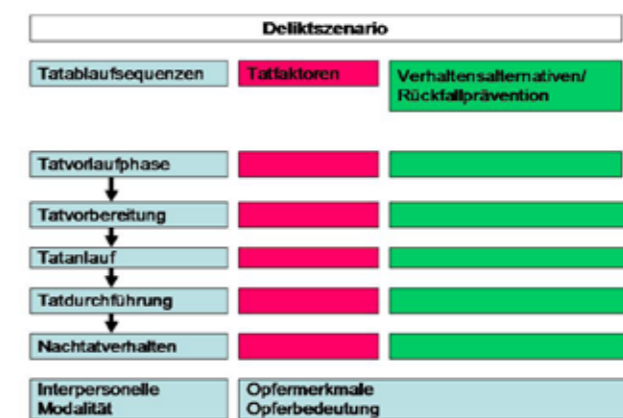 Deliktszenario
Tatablaufsequenzen
Tatfaktoren
Verhaltensalternativen/
Rückfallprävention
Tatvorlaufphase
Tatvorbereitung
Tatanlauf
Tatdurchführung
Nachtatverhalten
Interpersonelle
Modalität
Opfermerkmale
Opferbedeutung